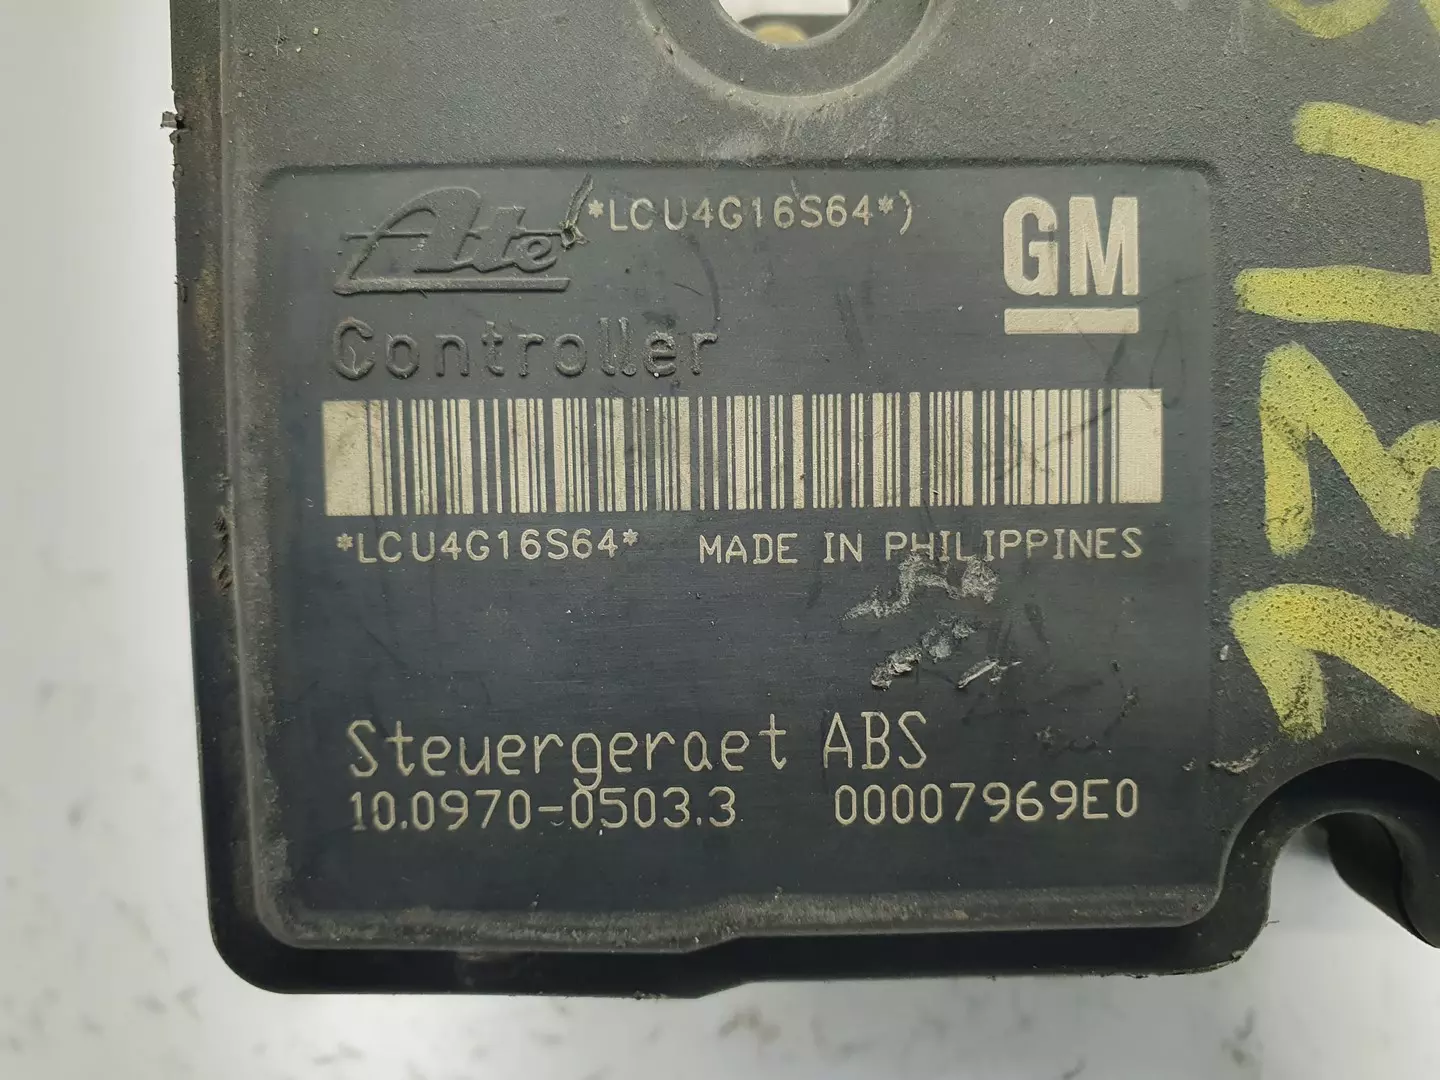 Ate *LCU4G16S64*)
GM
Controller
*LCU4G16S64* MADE IN PHILIPPINES
Steuergeraet ABS
10.0970-0503.3 00007969E0